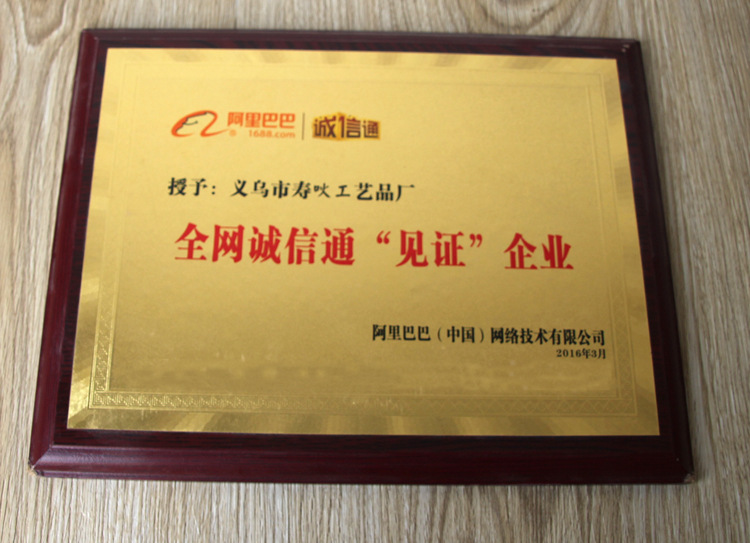 阿里巴巴 诚信通
1688.com
授予：义乌市寿吙工艺品厂
全网诚信通“见证”企业
阿里巴巴（中国）网络技术有限公司
2016年3月